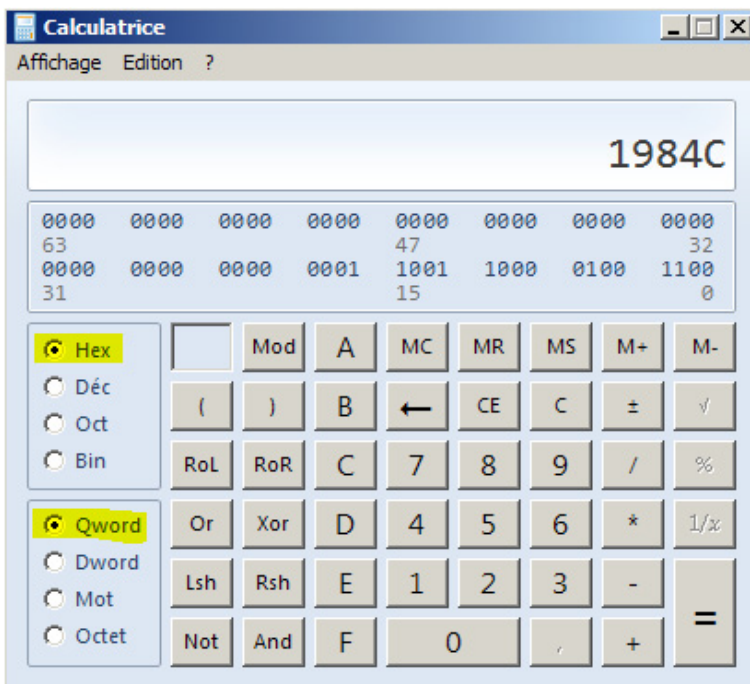 Calculatrice
Affichage Edition ?
1984C
0000 0000 0000 0000 0000 0000 0000 0000
63 47 32
0000 0000 0000 0001 1001 1000 0100 1100
31 15 0
Hex Mod A MC MR MS M+ M-
Déc
Oct ( ) B ← CE C ± √
Bin RoL RoR C 7 8 9 / %
Qword Or Xor D 4 5 6 * 1/x
Dword
Mot Lsh Rsh E 1 2 3 - =
Octet Not And F 0 , +